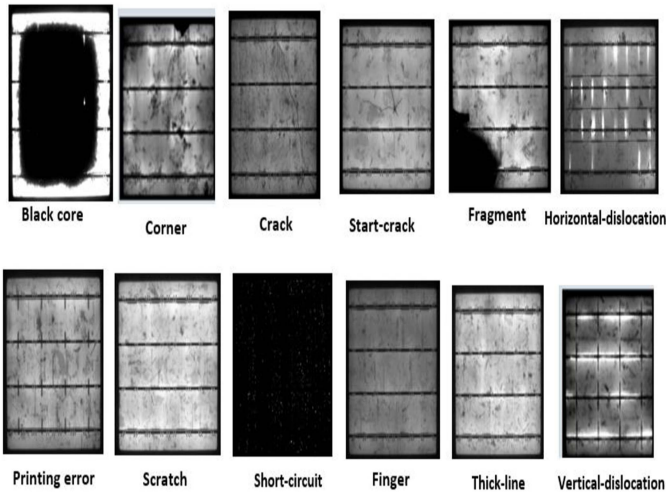 Black core
Corner
Crack
Start-crack
Fragment
Horizontal-dislocation
Printing error
Scratch
Short-circuit
Finger
Thick-line
Vertical-dislocation